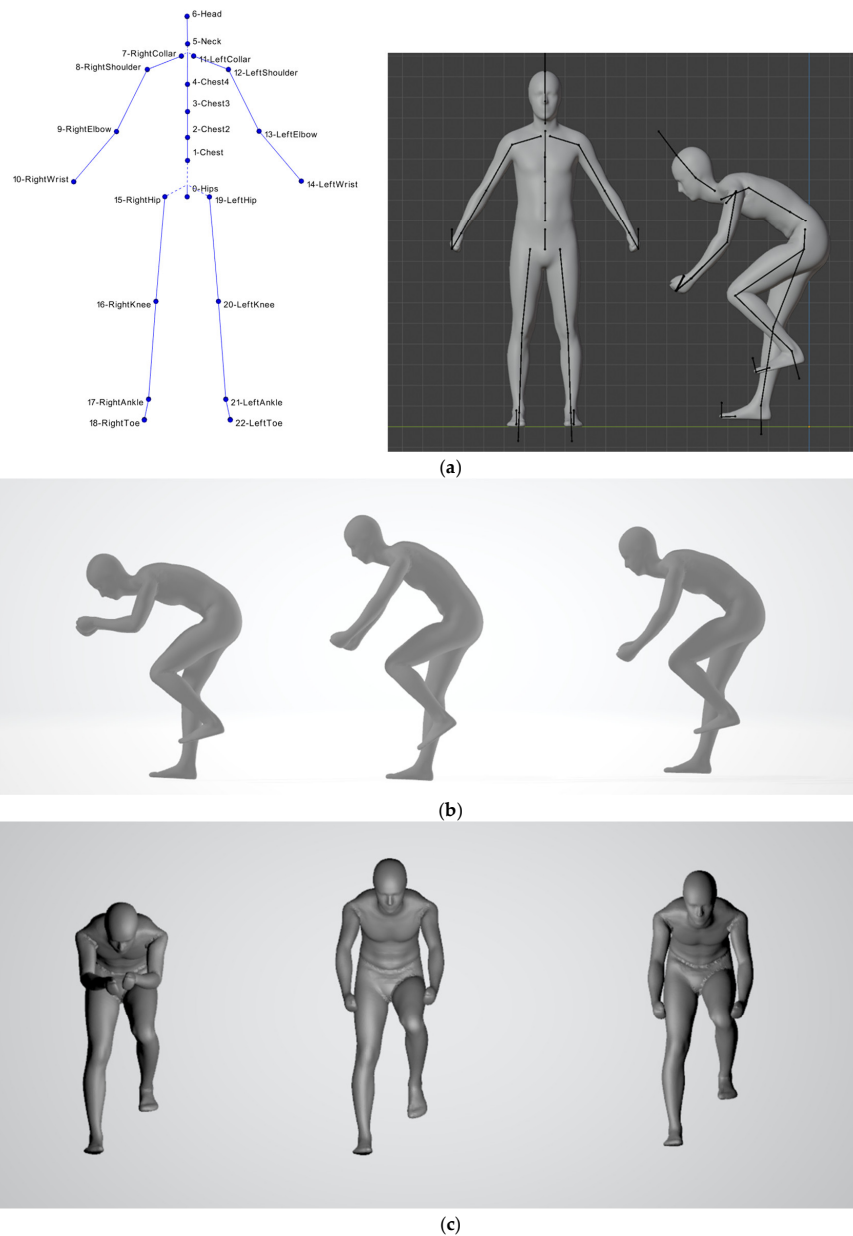 6-Head
5-Neck
7-RightCollar
11-LeftCollar
8-RightShoulder
12-LeftShoulder
4-Chest4
3-Chest3
2-Chest2
9-RightElbow
13-LeftElbow
1-Chest
10-RightWrist
14-LeftWrist
0-Hips
15-RightHip
19-LeftHip
16-RightKnee
20-LeftKnee
17-RightAnkle
21-LeftAnkle
18-RightToe
22-LeftToe
(a)
(b)
(c)